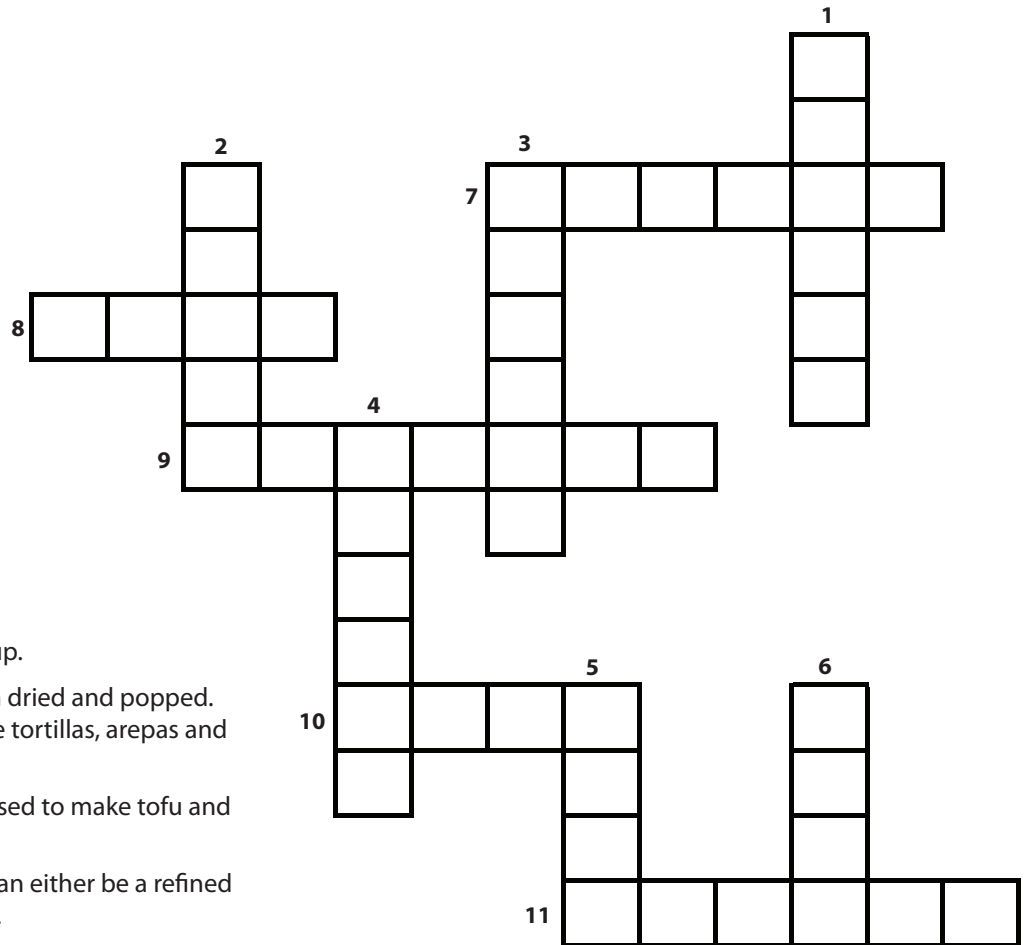 1
2
3
7
8
4
9
up.
dried and popped.
e tortillas, arepas and
5
6
10
sed to make tofu and
an either be a refined
11